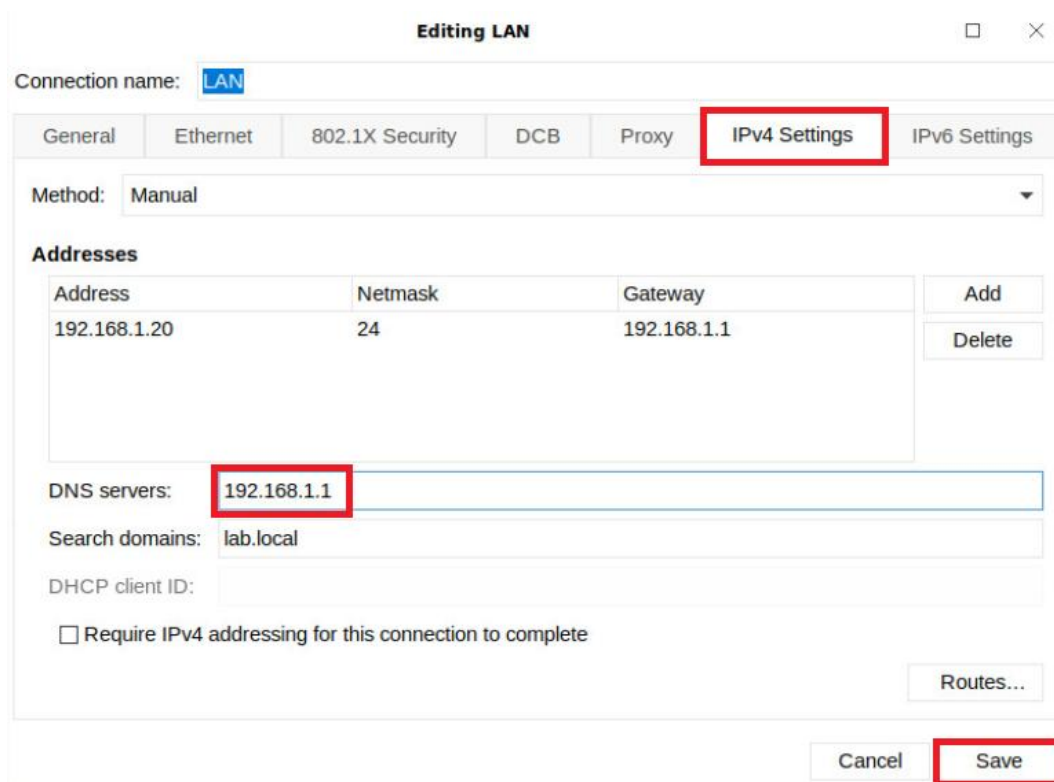 Editing LAN
Connection name: LAN
General Ethernet 802.1X Security DCB Proxy IPv4 Settings IPv6 Settings
Method: Manual
Addresses
Address Netmask Gateway Add
192.168.1.20 24 192.168.1.1
Delete
DNS servers: 192.168.1.1
Search domains: lab.local
DHCP client ID:
Require IPv4 addressing for this connection to complete
Routes...
Cancel Save